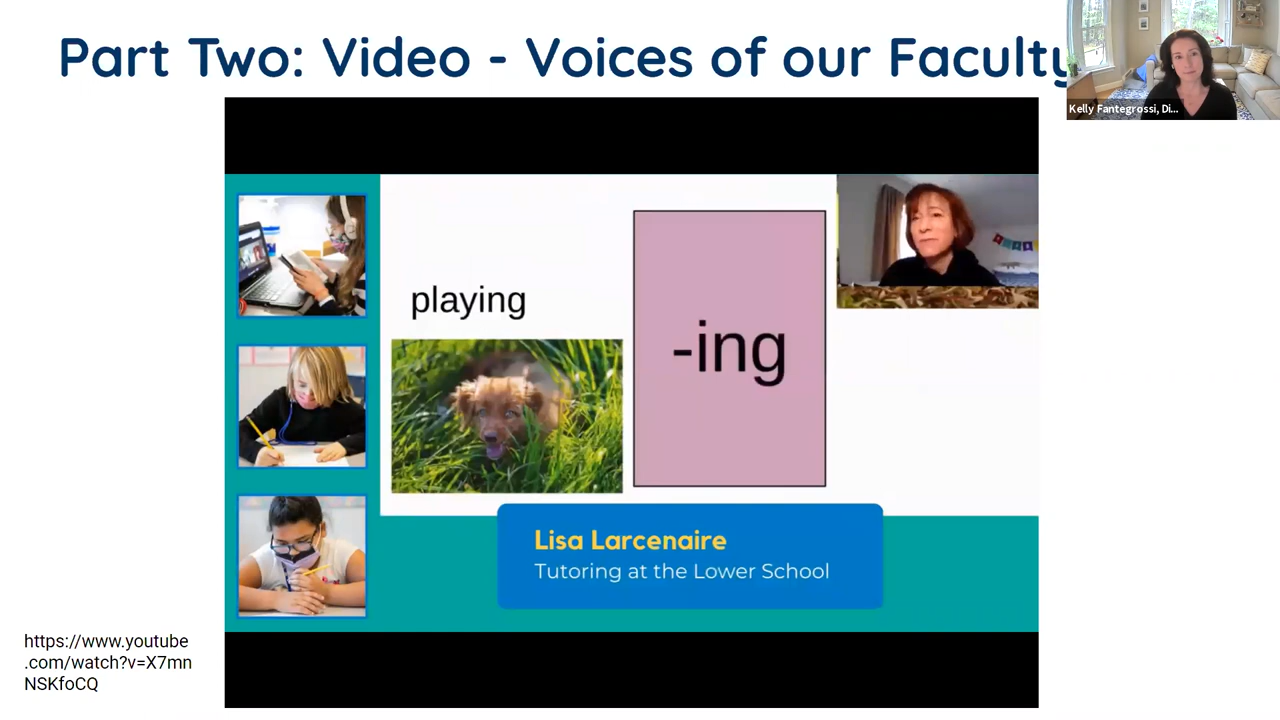 Part Two: Video - Voices of our Faculty
Kelly Fantegrossi, Di...
playing
-ing
Lisa Larcenaire
Tutoring at the Lower School
https://www.youtube
.com/watch?v=X7mn
NSKfoCQ